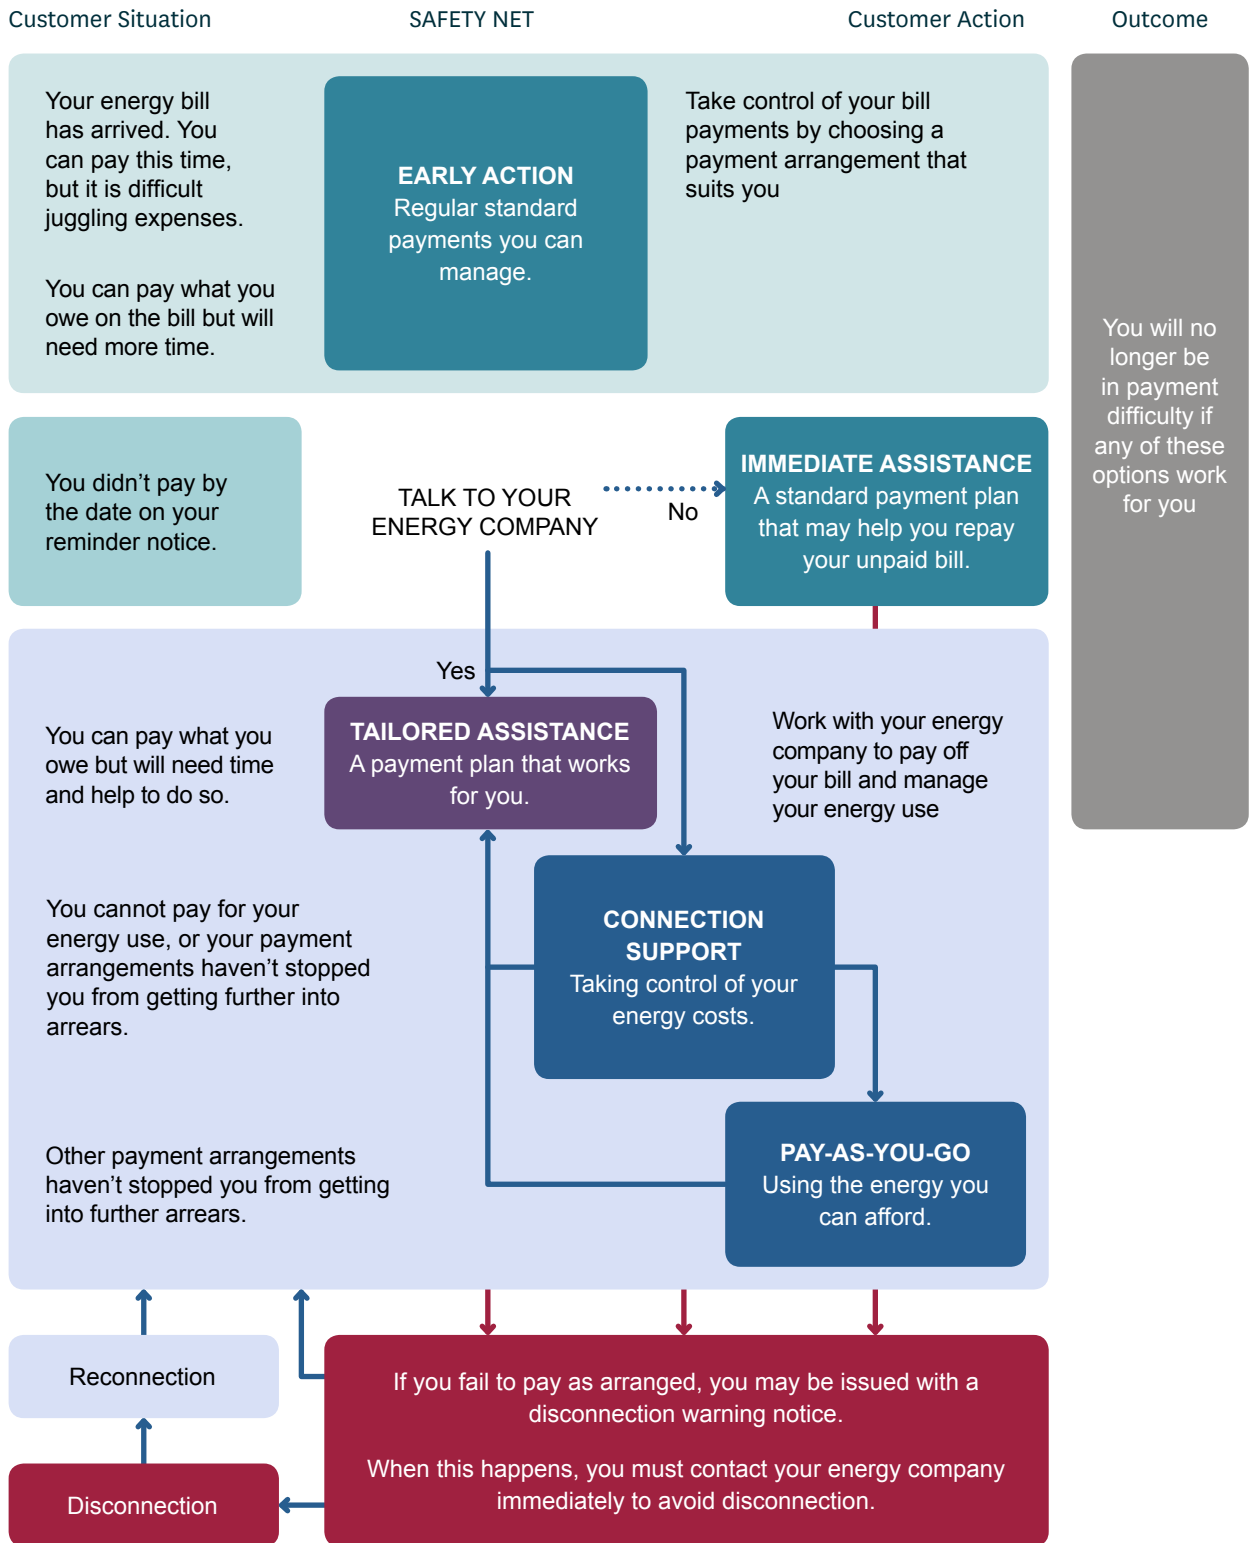 Customer Situation
SAFETY NET
Customer Action
Outcome
Your energy bill
has arrived. You
can pay this time,
but it is difficult
juggling expenses.
You can pay what you
owe on the bill but will
need more time.
EARLY ACTION
Regular standard
payments you can
manage.
Take control of your bill
payments by choosing a
payment arrangement that
suits you
You will no
longer be
in payment
difficulty if
any of these
options work
for you
You didn’t pay by
the date on your
reminder notice.
TALK TO YOUR
ENERGY COMPANY
No
IMMEDIATE ASSISTANCE
A standard payment plan
that may help you repay
your unpaid bill.
Yes
You can pay what you
owe but will need time
and help to do so.
TAILORED ASSISTANCE
A payment plan that works
for you.
Work with your energy
company to pay off
your bill and manage
your energy use
You cannot pay for your
energy use, or your payment
arrangements haven’t stopped
you from getting further into
arrears.
CONNECTION
SUPPORT
Taking control of your
energy costs.
Other payment arrangements
haven’t stopped you from getting
into further arrears.
PAY-AS-YOU-GO
Using the energy you
can afford.
Reconnection
If you fail to pay as arranged, you may be issued with a
disconnection warning notice.
When this happens, you must contact your energy company
immediately to avoid disconnection.
Disconnection